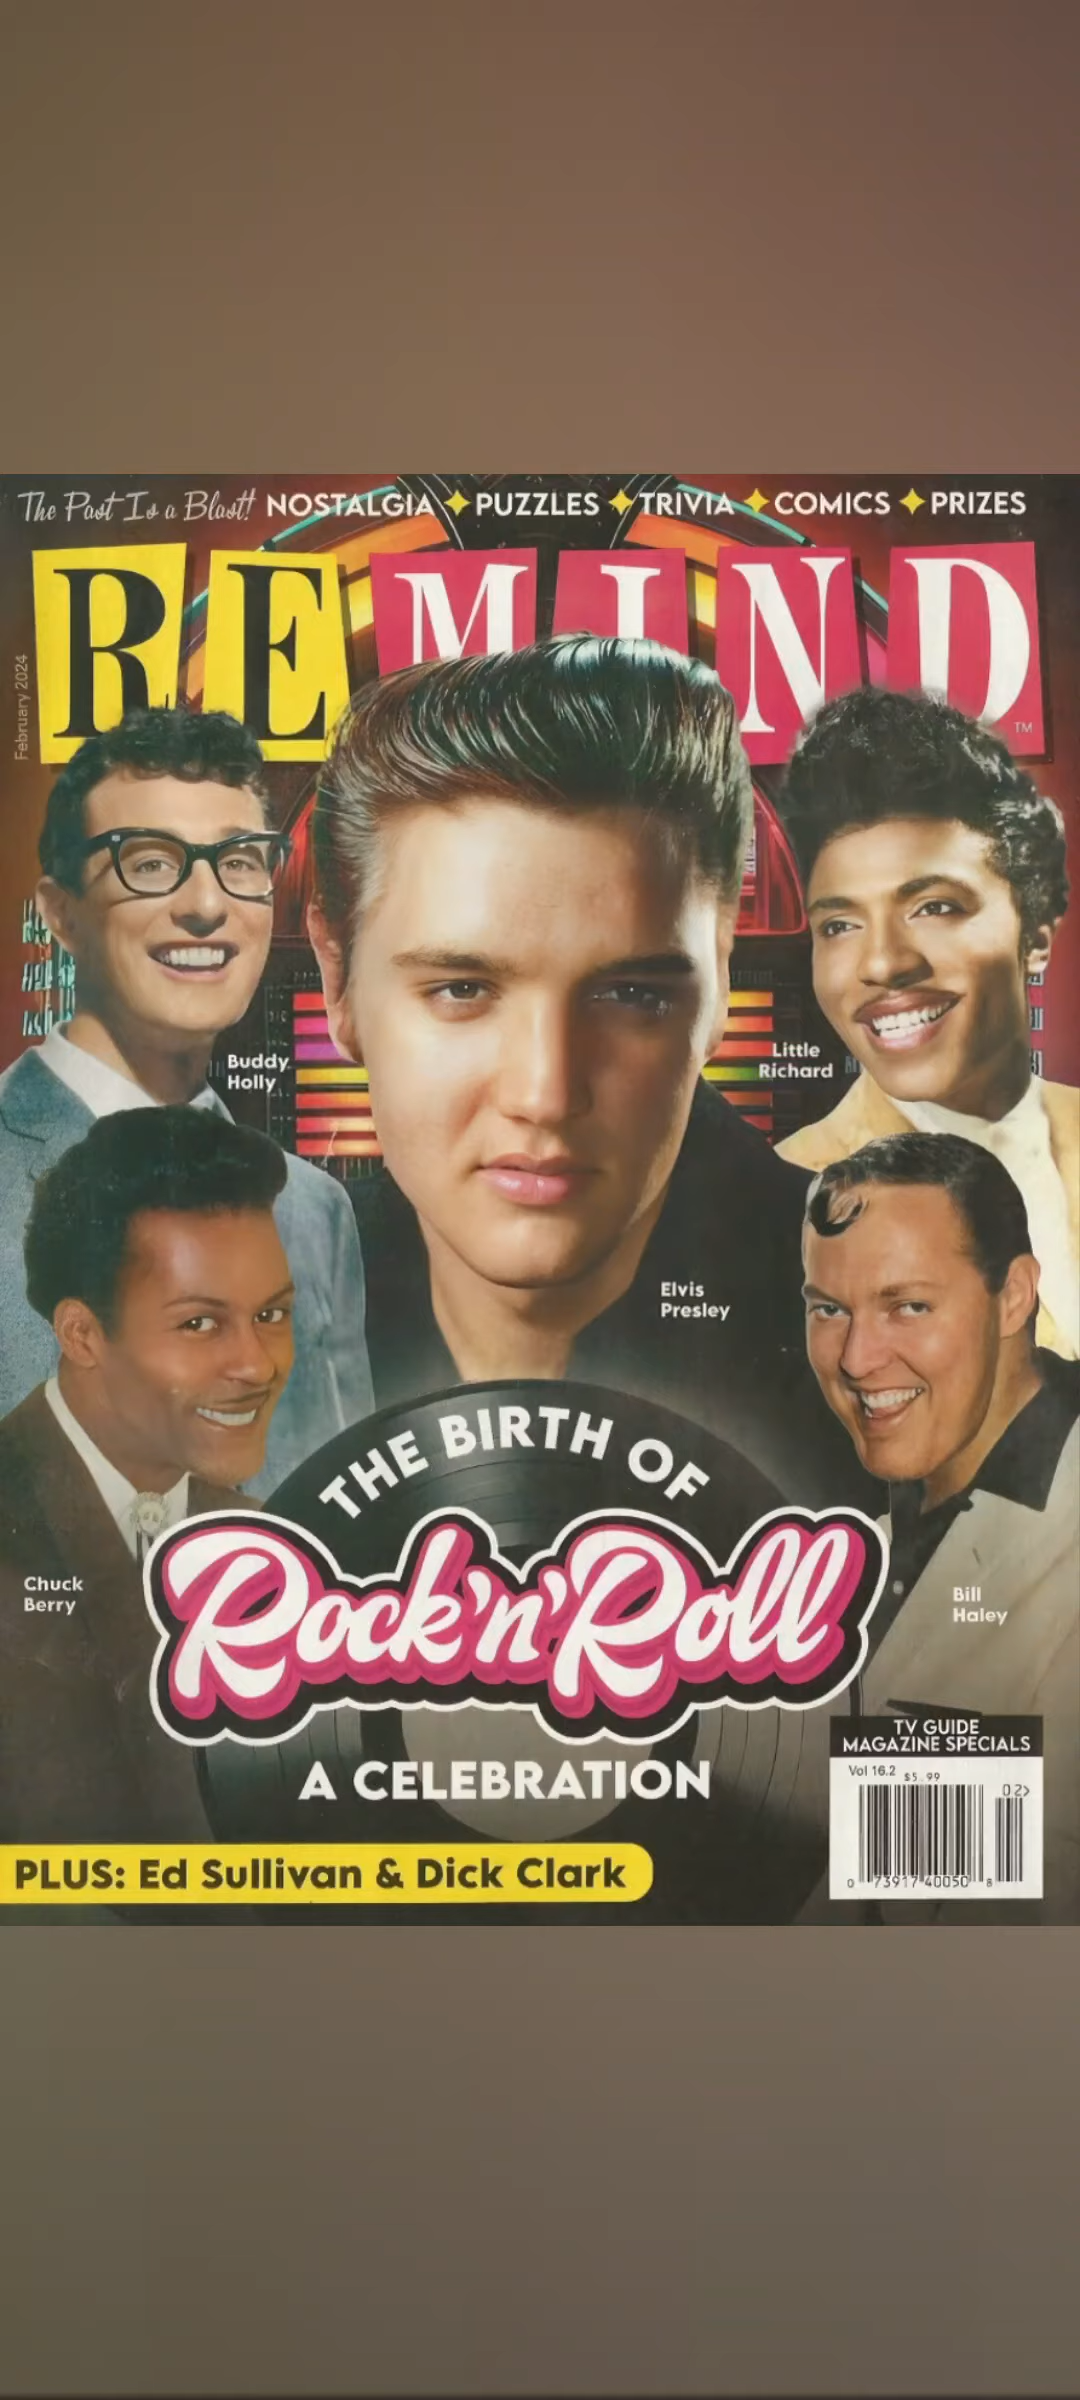 The Past Is a Blast! NOSTALGIA PUZZLES TRIVIA COMICS PRIZES
REMIND
TM
February 2024
Buddy
Holly
Little
Richard
Elvis
Presley
Chuck
Berry
Bill
Haley
THE BIRTH OF
Rock'n'Roll
A CELEBRATION
PLUS: Ed Sullivan & Dick Clark
TV GUIDE
MAGAZINE SPECIALS
Vol 16.2 $5.99
02>
0 73917 40050 8